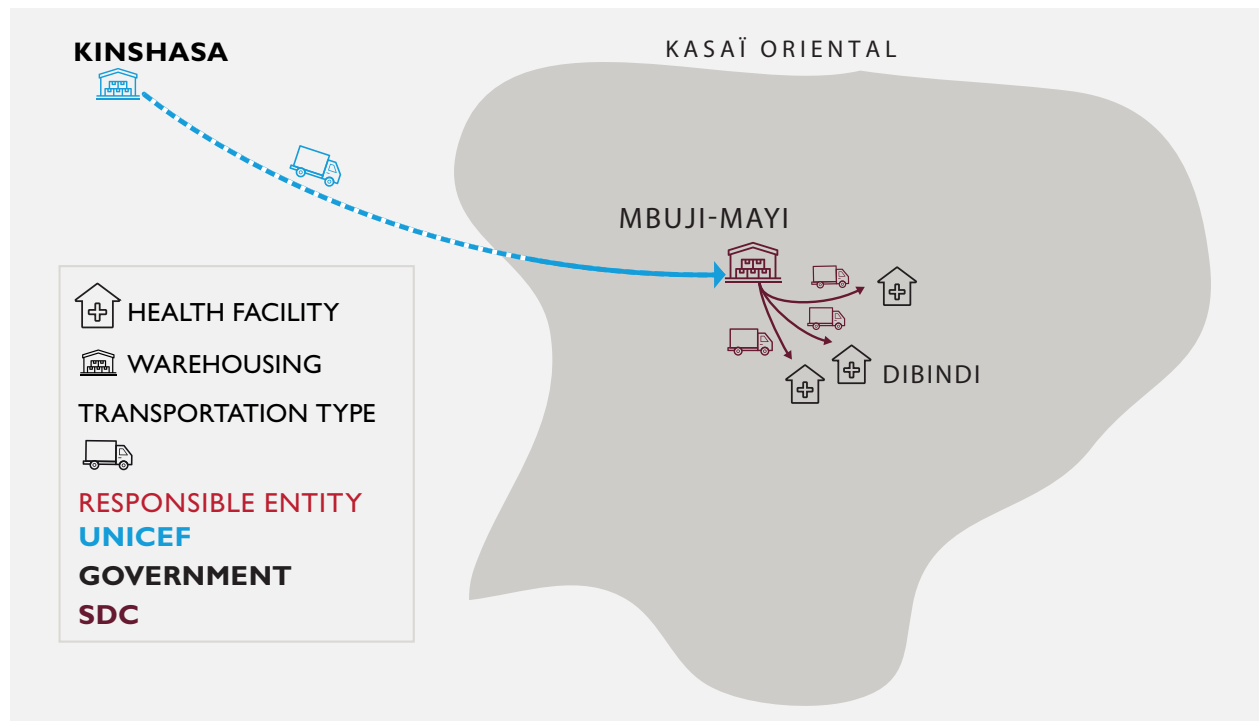 KINSHASA
KASAÏ ORIENTAL
MBUJI-MAYI
DIBINDI
HEALTH FACILITY
WAREHOUSING
TRANSPORTATION TYPE
RESPONSIBLE ENTITY
UNICEF
GOVERNMENT
SDC